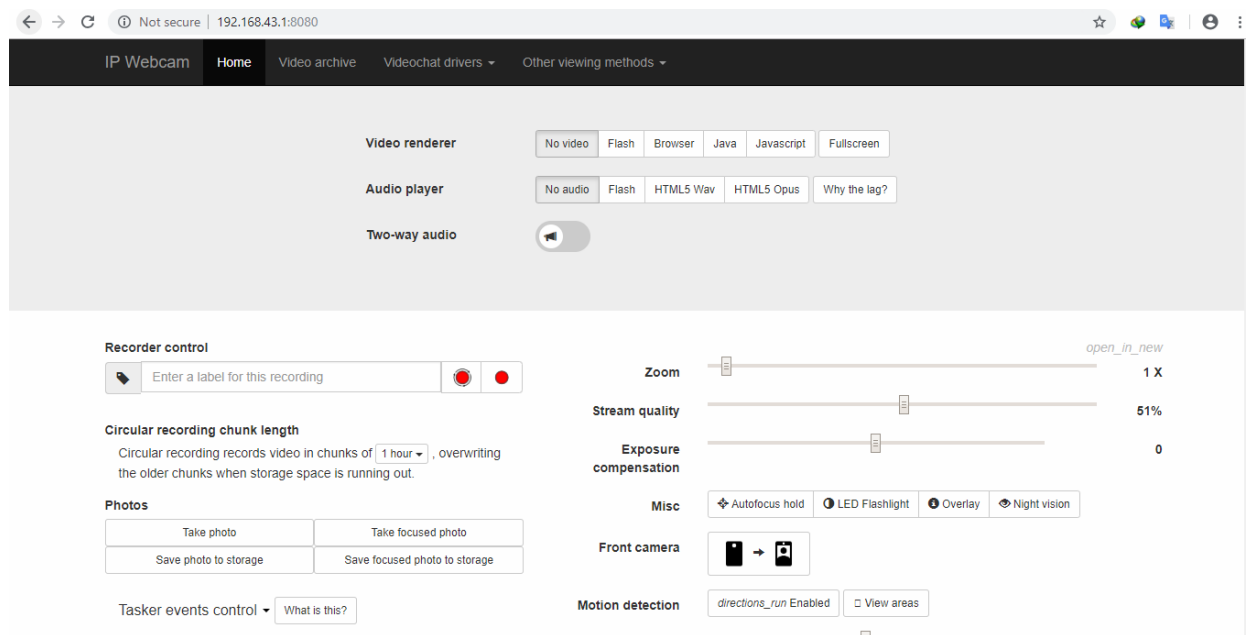 Not secure | 192.168.43.1:8080
IP Webcam Home Video archive Videochat drivers Other viewing methods
Video renderer No video Flash Browser Java Javascript Fullscreen
Audio player No audio Flash HTML5 Wav HTML5 Opus Why the lag?
Two-way audio
Recorder control
Enter a label for this recording
Circular recording chunk length
Circular recording records video in chunks of 1 hour , overwriting
the older chunks when storage space is running out.
Photos
Take photo Take focused photo
Save photo to storage Save focused photo to storage
Tasker events control What is this?
open_in_new
Zoom 1 X
Stream quality 51%
Exposure 0
compensation
Misc Autofocus hold LED Flashlight Overlay Night vision
Front camera
Motion detection directions_run Enabled View areas